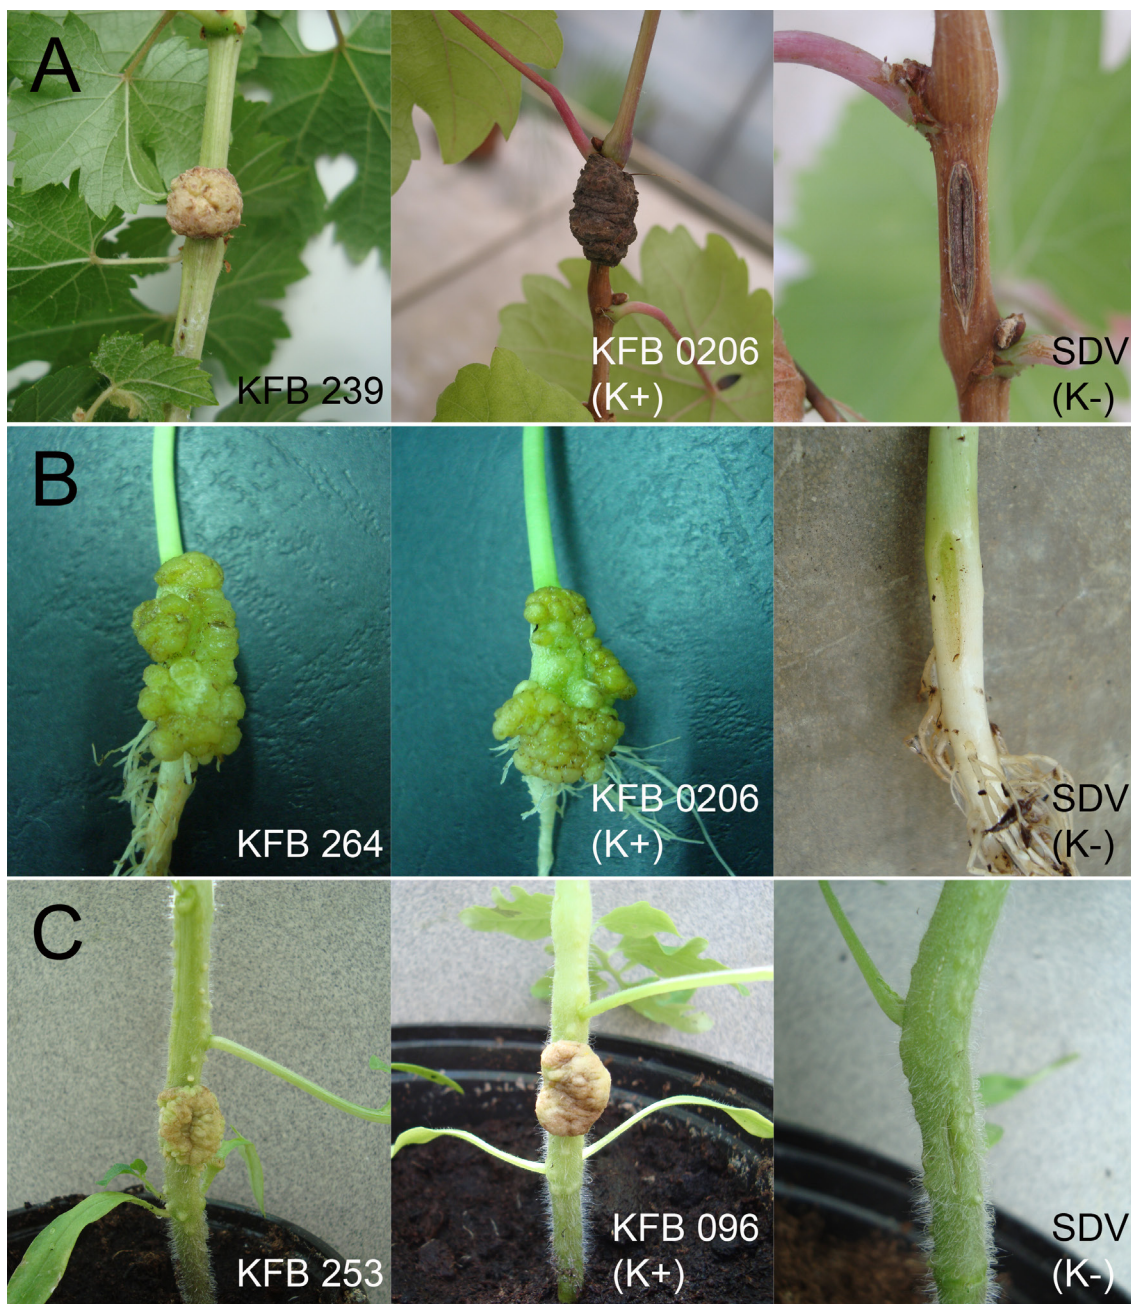 A
KFB 239
KFB 0206
(K+)
SDV
(K-)
B
KFB 264
KFB 0206
(K+)
SDV
(K-)
C
KFB 253
KFB 096
(K+)
SDV
(K-)